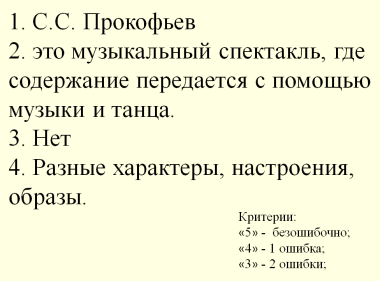 1. С.С. Прокофьев
2. это музыкальный спектакль, где
содержание передается с помощью
музыки и танца.
3. Нет
4. Разные характеры, настроения,
образы.
Критерии:
«5» - безошибочно;
«4» - 1 ошибка;
«3» - 2 ошибки;